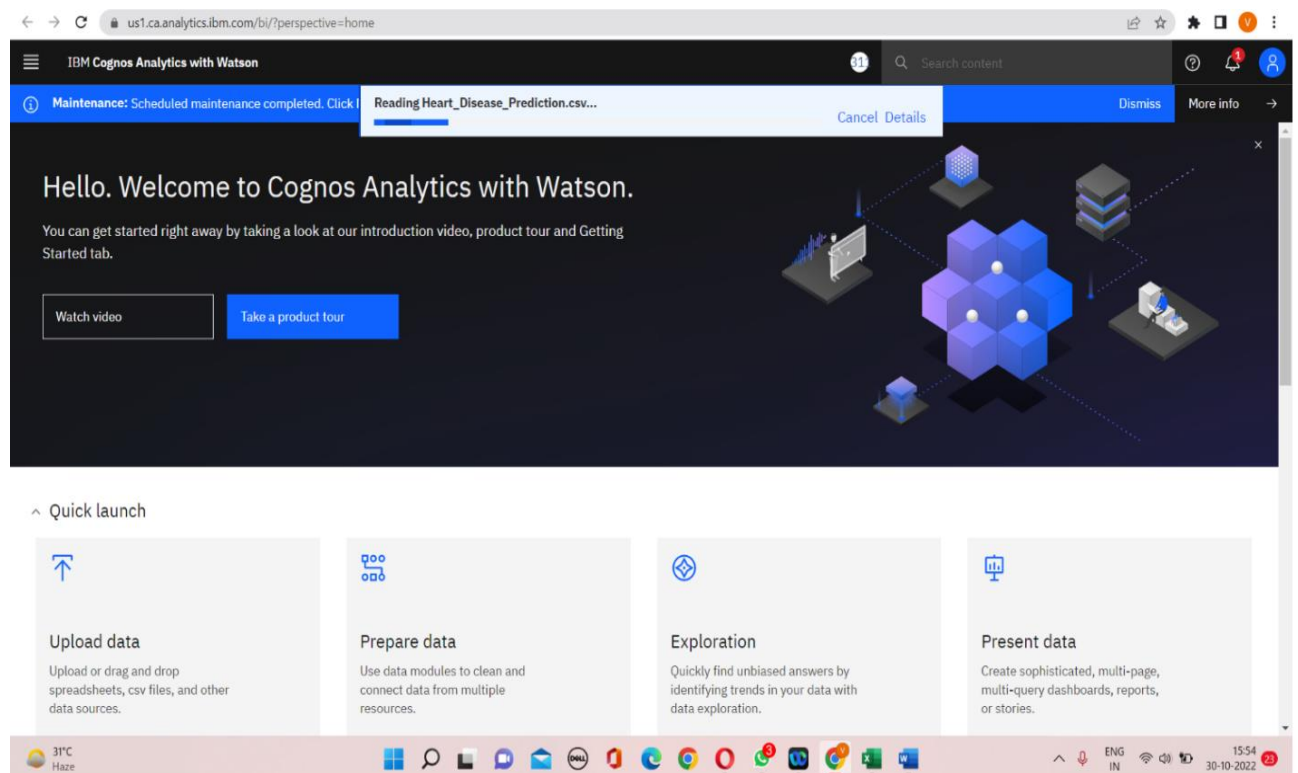 us1.ca.analytics.ibm.com/bi/?perspective=home
V
IBM Cognos Analytics with Watson
31
Search content
1
Maintenance: Scheduled maintenance completed. Click
Reading Heart_Disease_Prediction.csv...
Cancel Details
Dismiss
More info
Hello. Welcome to Cognos Analytics with Watson.
You can get started right away by taking a look at our introduction video, product tour and Getting
Started tab.
Watch video
Take a product tour
Quick launch
Upload data
Upload or drag and drop
spreadsheets, csv files, and other
data sources.
Prepare data
Use data modules to clean and
connect data from multiple
resources.
Exploration
Quickly find unbiased answers by
identifying trends in your data with
data exploration.
Present data
Create sophisticated, multi-page,
multi-query dashboards, reports,
or stories.
31°C
Haze
DELL
3
V
ENG
IN
15:54
30-10-2022
23